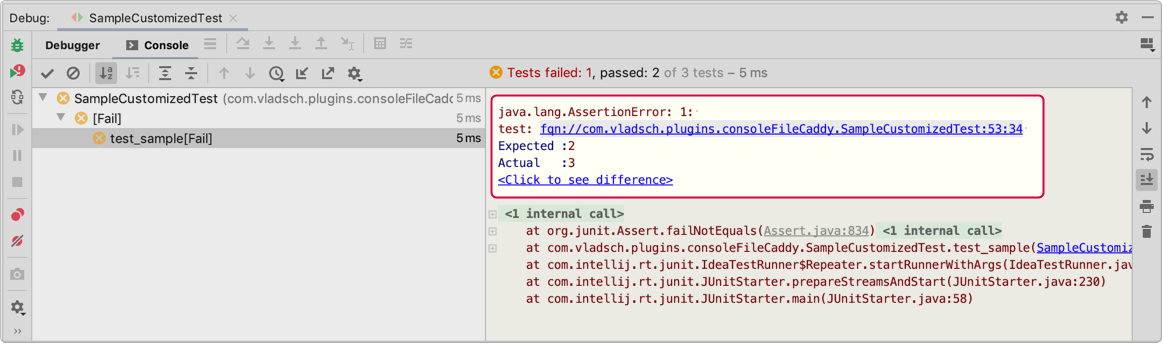 Debug: SampleCustomizedTest
Debugger Console
Tests failed: 1, passed: 2 of 3 tests – 5 ms
SampleCustomizedTest (com.vladsch.plugins.consoleFileCaddy 5 ms
[Fail] 5 ms
test_sample[Fail] 5 ms
java.lang.AssertionError: 1:
test: fqn://com.vladsch.plugins.consoleFileCaddy.SampleCustomizedTest:53:34
Expected :2
Actual :3
<Click to see difference>
<1 internal call>
at org.junit.Assert.failNotEquals(Assert.java:834) <1 internal call>
at com.vladsch.plugins.consoleFileCaddy.SampleCustomizedTest.test_sample(SampleCustomiz
at com.intellij.rt.junit.IdeaTestRunner$Repeater.startRunnerWithArgs(IdeaTestRunner.jav
at com.intellij.rt.junit.JUnitStarter.prepareStreamsAndStart(JUnitStarter.java:230)
at com.intellij.rt.junit.JUnitStarter.main(JUnitStarter.java:58)